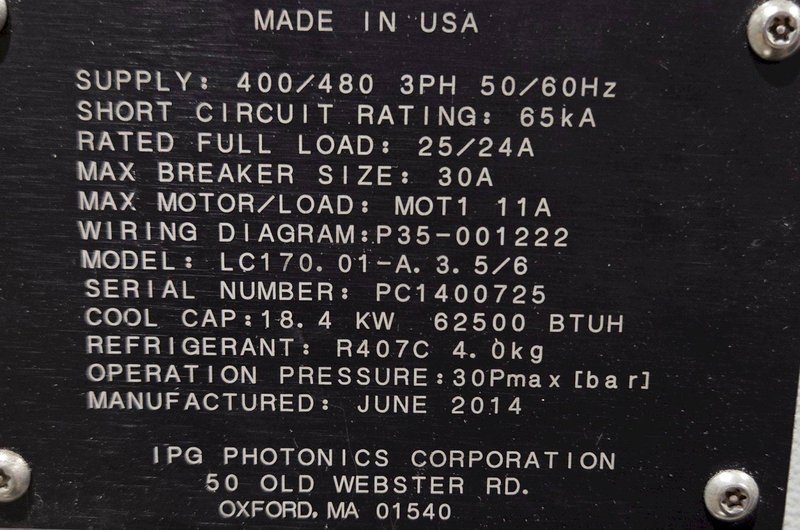 MADE IN USA
SUPPLY: 400/480 3PH 50/60Hz
SHORT CIRCUIT RATING: 65kA
RATED FULL LOAD: 25/24A
MAX BREAKER SIZE: 30A
MAX MOTOR/LOAD: MOT1 11A
WIRING DIAGRAM:P35-001222
MODEL: LC170.01-A.3.5/6
SERIAL NUMBER: PC1400725
COOL CAP:18.4 KW 62500 BTUH
REFRIGERANT: R407C 4.0kg
OPERATION PRESSURE:30Pmax[bar]
MANUFACTURED: JUNE 2014
IPG PHOTONICS CORPORATION
50 OLD WEBSTER RD.
OXFORD, MA 01540